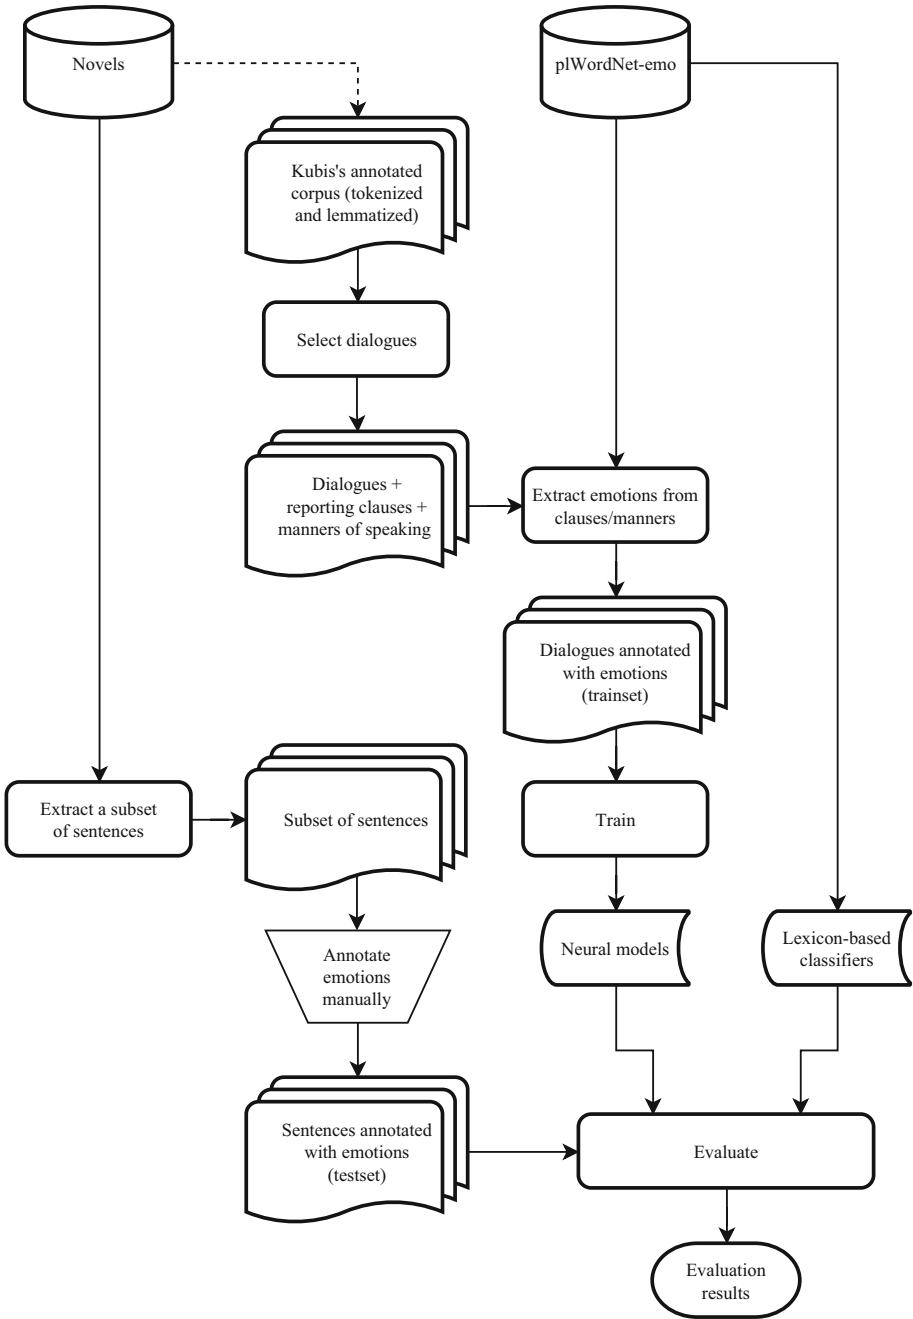 Novels
plWordNet-emo
Kubis's annotated
corpus (tokenized
and lemmatized)
Select dialogues
Dialogues +
reporting clauses +
manners of speaking
Extract emotions from
clauses/manners
Dialogues annotated
with emotions
(trainset)
Extract a subset
of sentences
Subset of sentences
Train
Annotate
emotions
manually
Neural models
Lexicon-based
classifiers
Sentences annotated
with emotions
(testset)
Evaluate
Evaluation
results